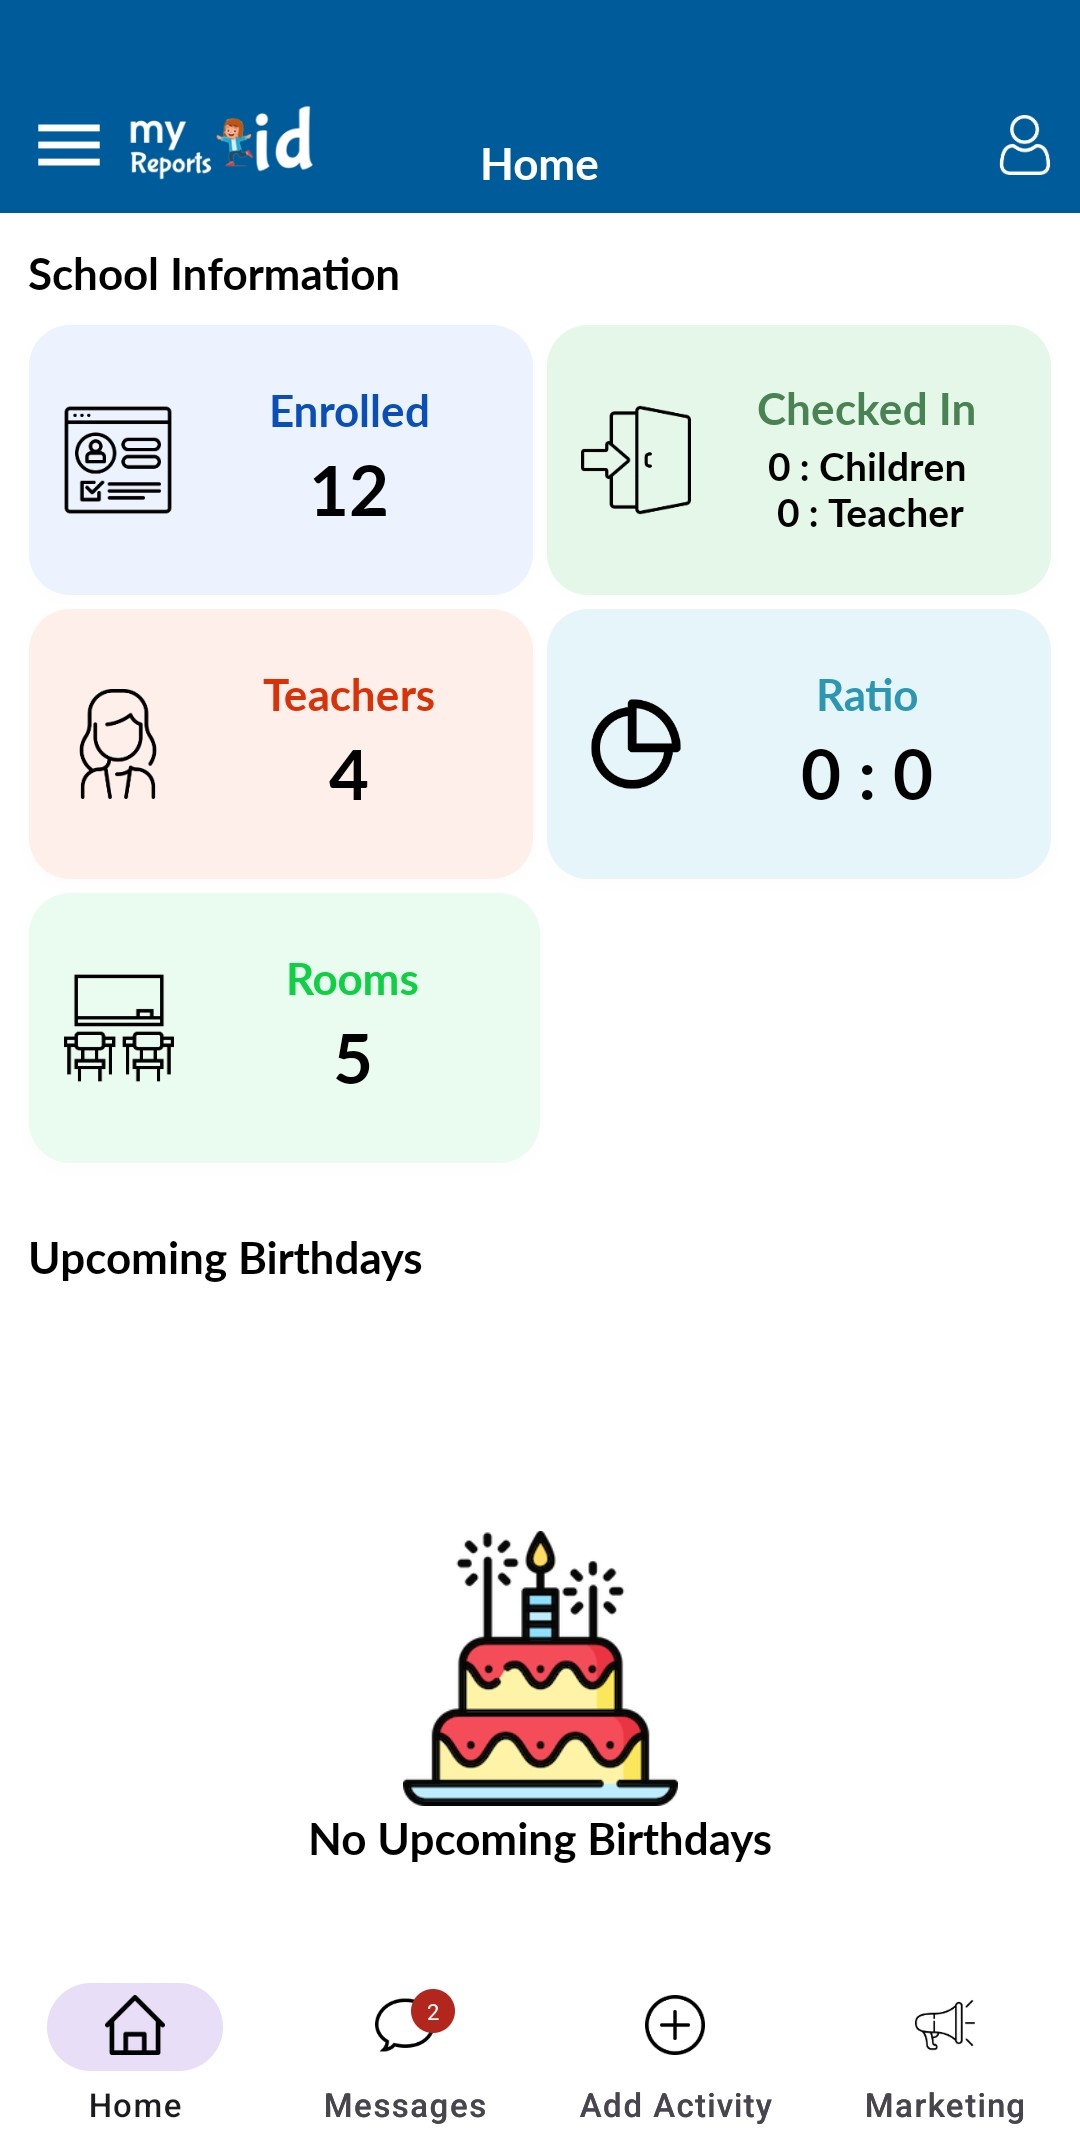 my
Reports
id
Home
School Information
Enrolled
12
Checked In
0 : Children
0 : Teacher
Teachers
4
Ratio
0 : 0
Rooms
5
Upcoming Birthdays
No Upcoming Birthdays
2
Home
Messages
Add Activity
Marketing